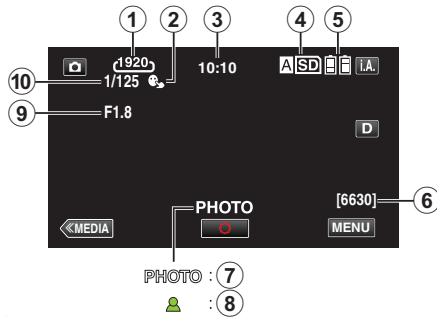 1 2 3 4 5
1920
10:10 A SD i.A.
10 1/125
9 F1.8
D
[6630] 6
PHOTO
≪MEDIA MENU
PHOTO : 7
: 8